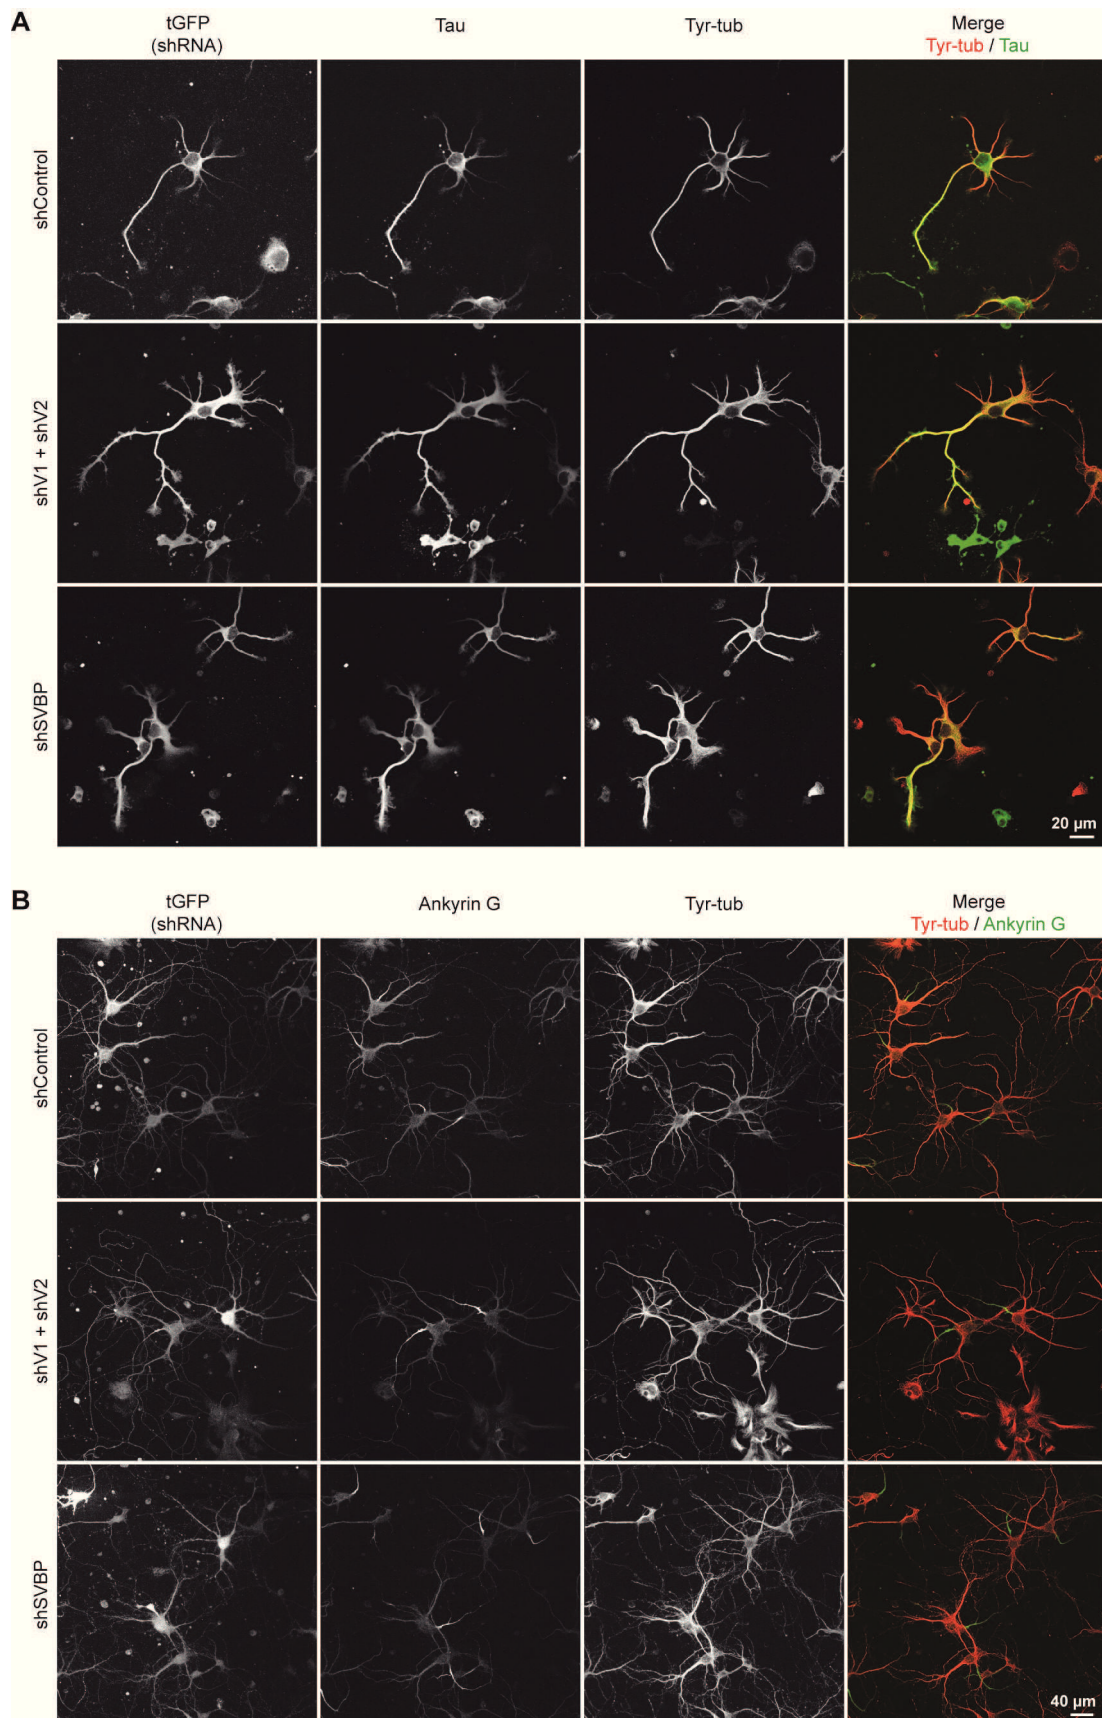 A
tGFP
(shRNA)
Tau
Tyr-tub
Merge
Tyr-tub / Tau
shControl
shV1 + shV2
shSVBP
20 µm
B
tGFP
(shRNA)
Ankyrin G
Tyr-tub
Merge
Tyr-tub / Ankyrin G
shControl
shV1 + shV2
shSVBP
40 µm